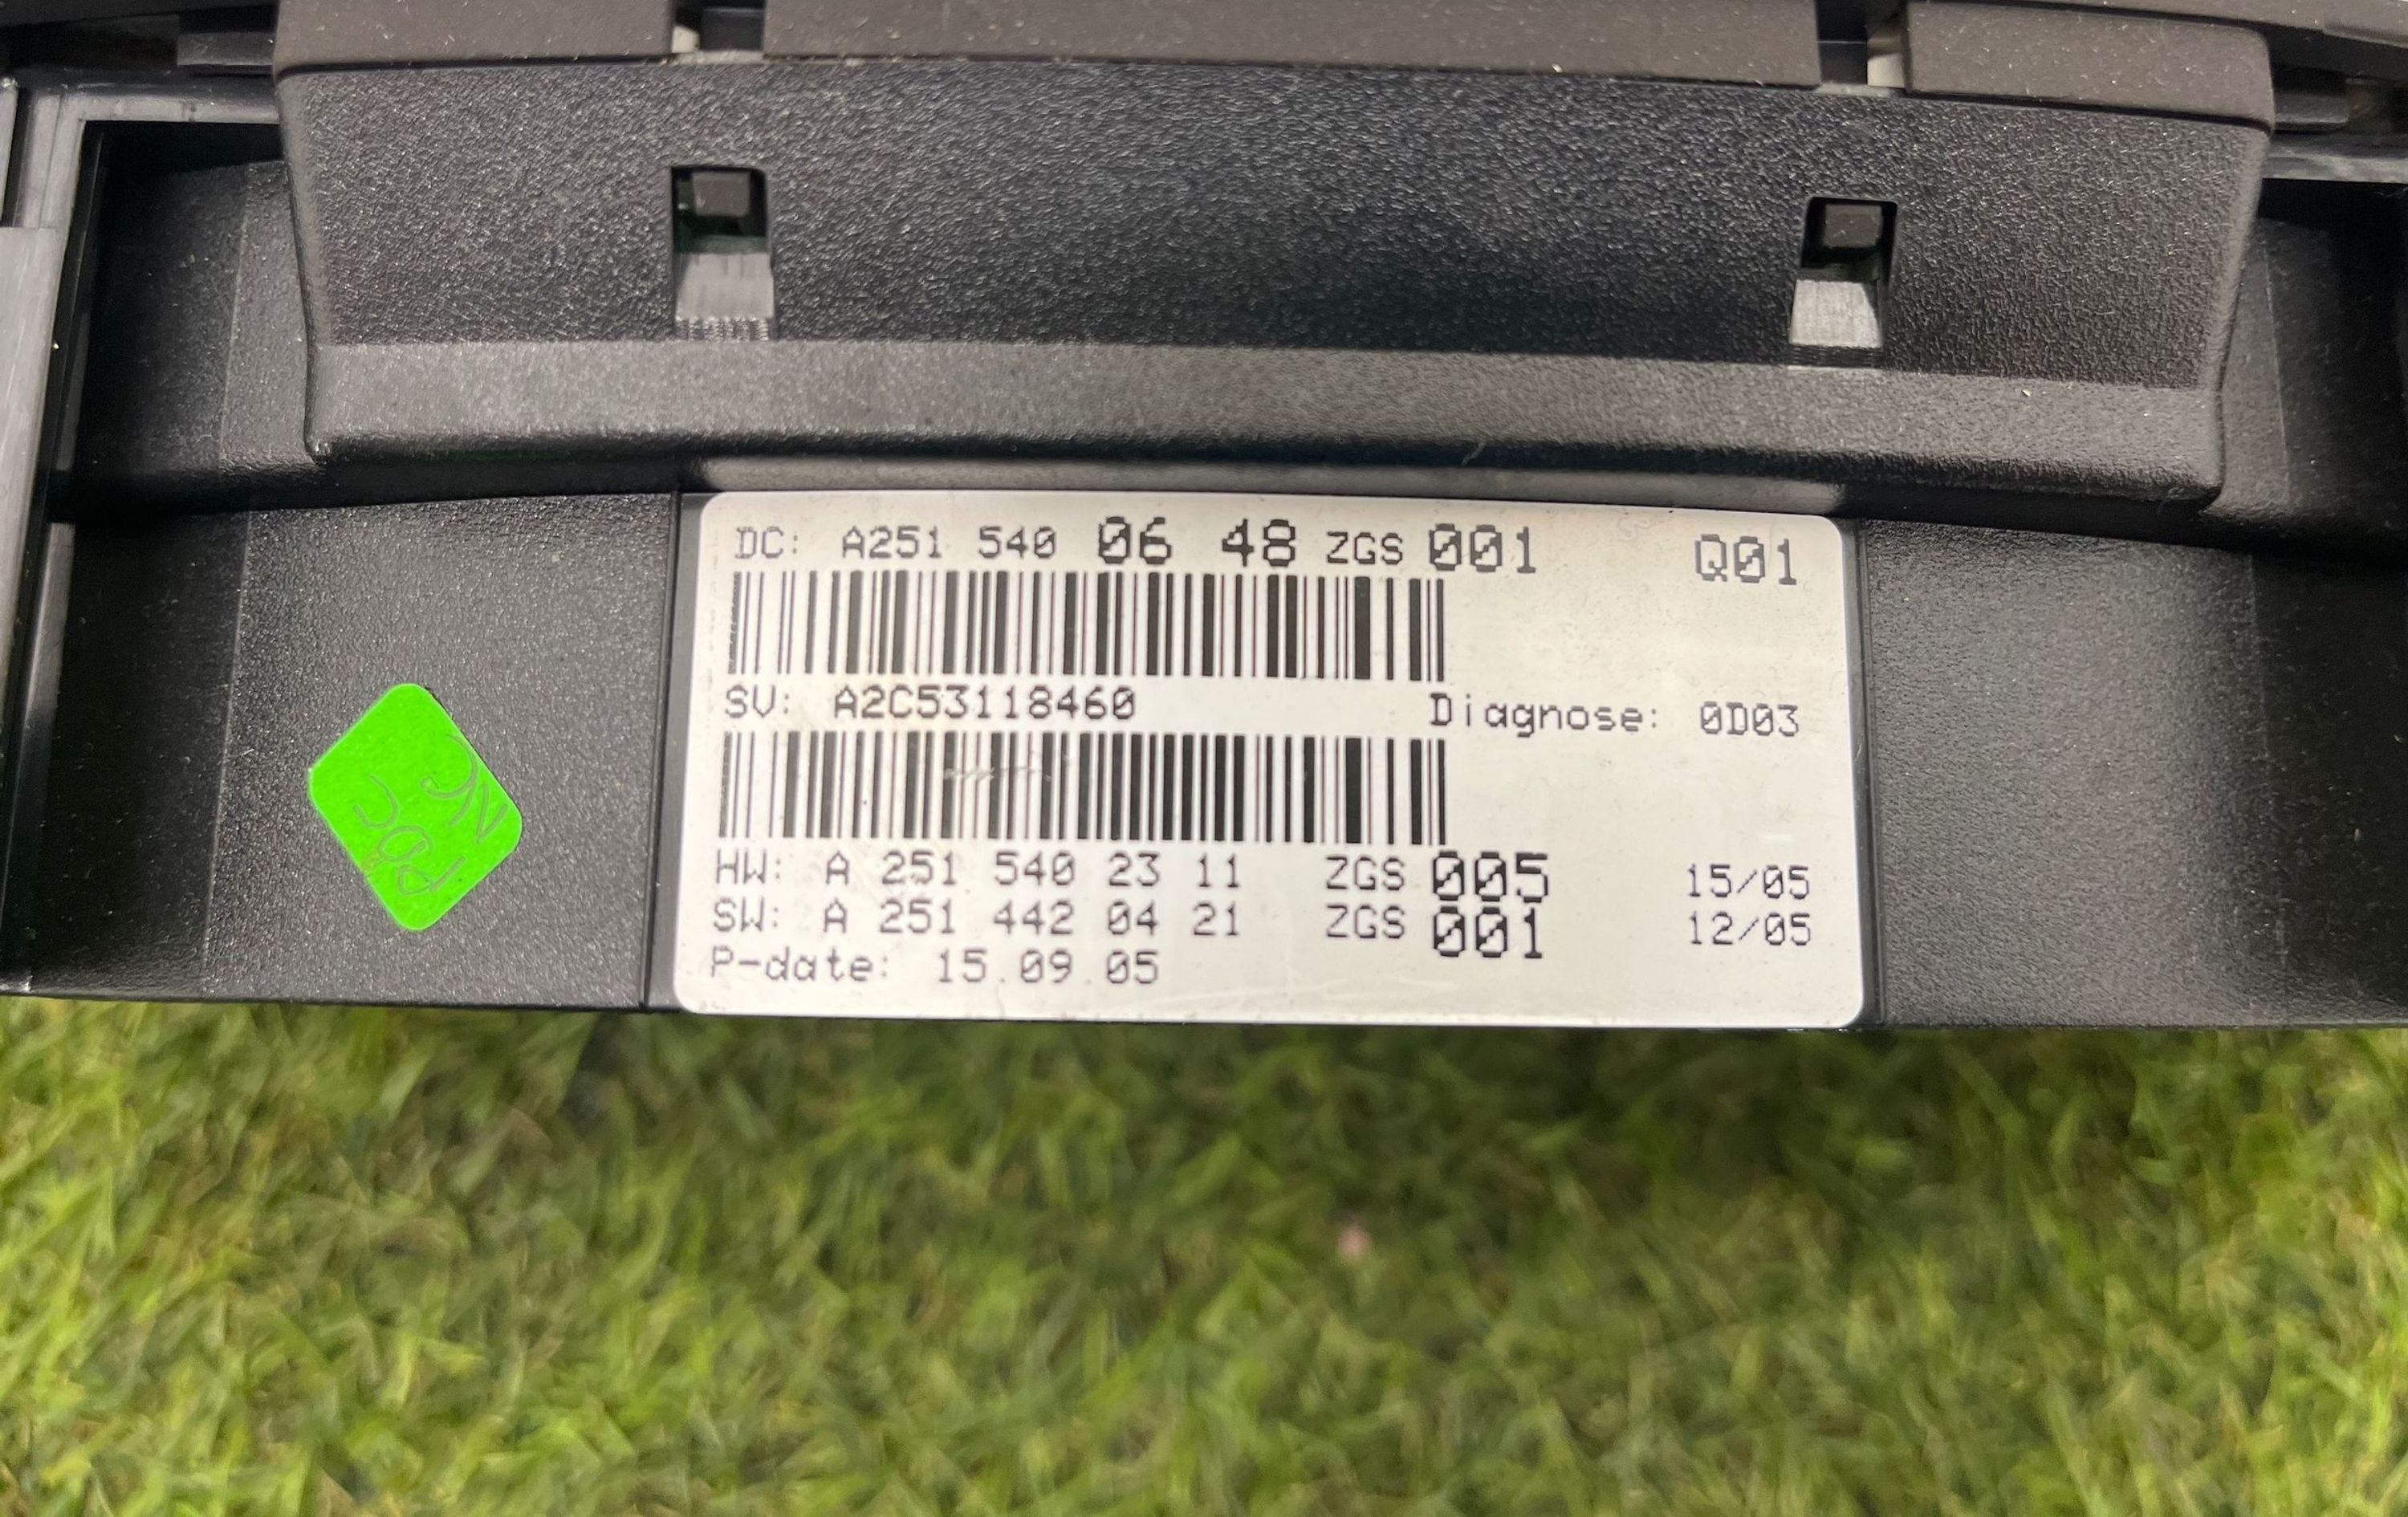 DC: A251 540 06 48 ZGS 001 Q01
SV: A2C53118460 Diagnose: 0D03
HW: A 251 540 23 11 ZGS 005 15/05
SW: A 251 442 04 21 ZGS 001 12/05
P-date: 15.09.05